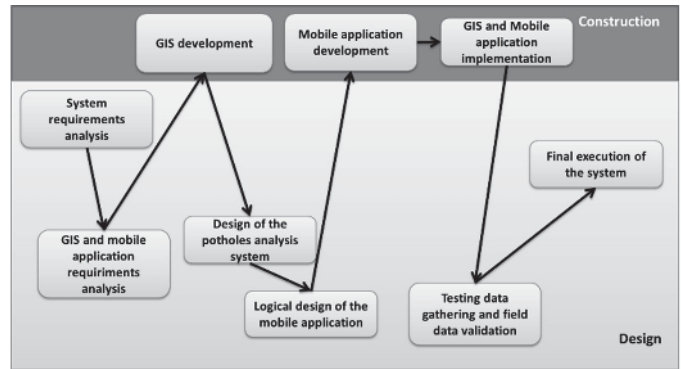 Construction
GIS development
Mobile application
development
GIS and Mobile
application
implementation
System
requirements
analysis
GIS and mobile
application
requiriments
analysis
Design of the
potholes analysis
system
Logical design of the
mobile application
Testing data
gathering and field
data validation
Final execution of
the system
Design